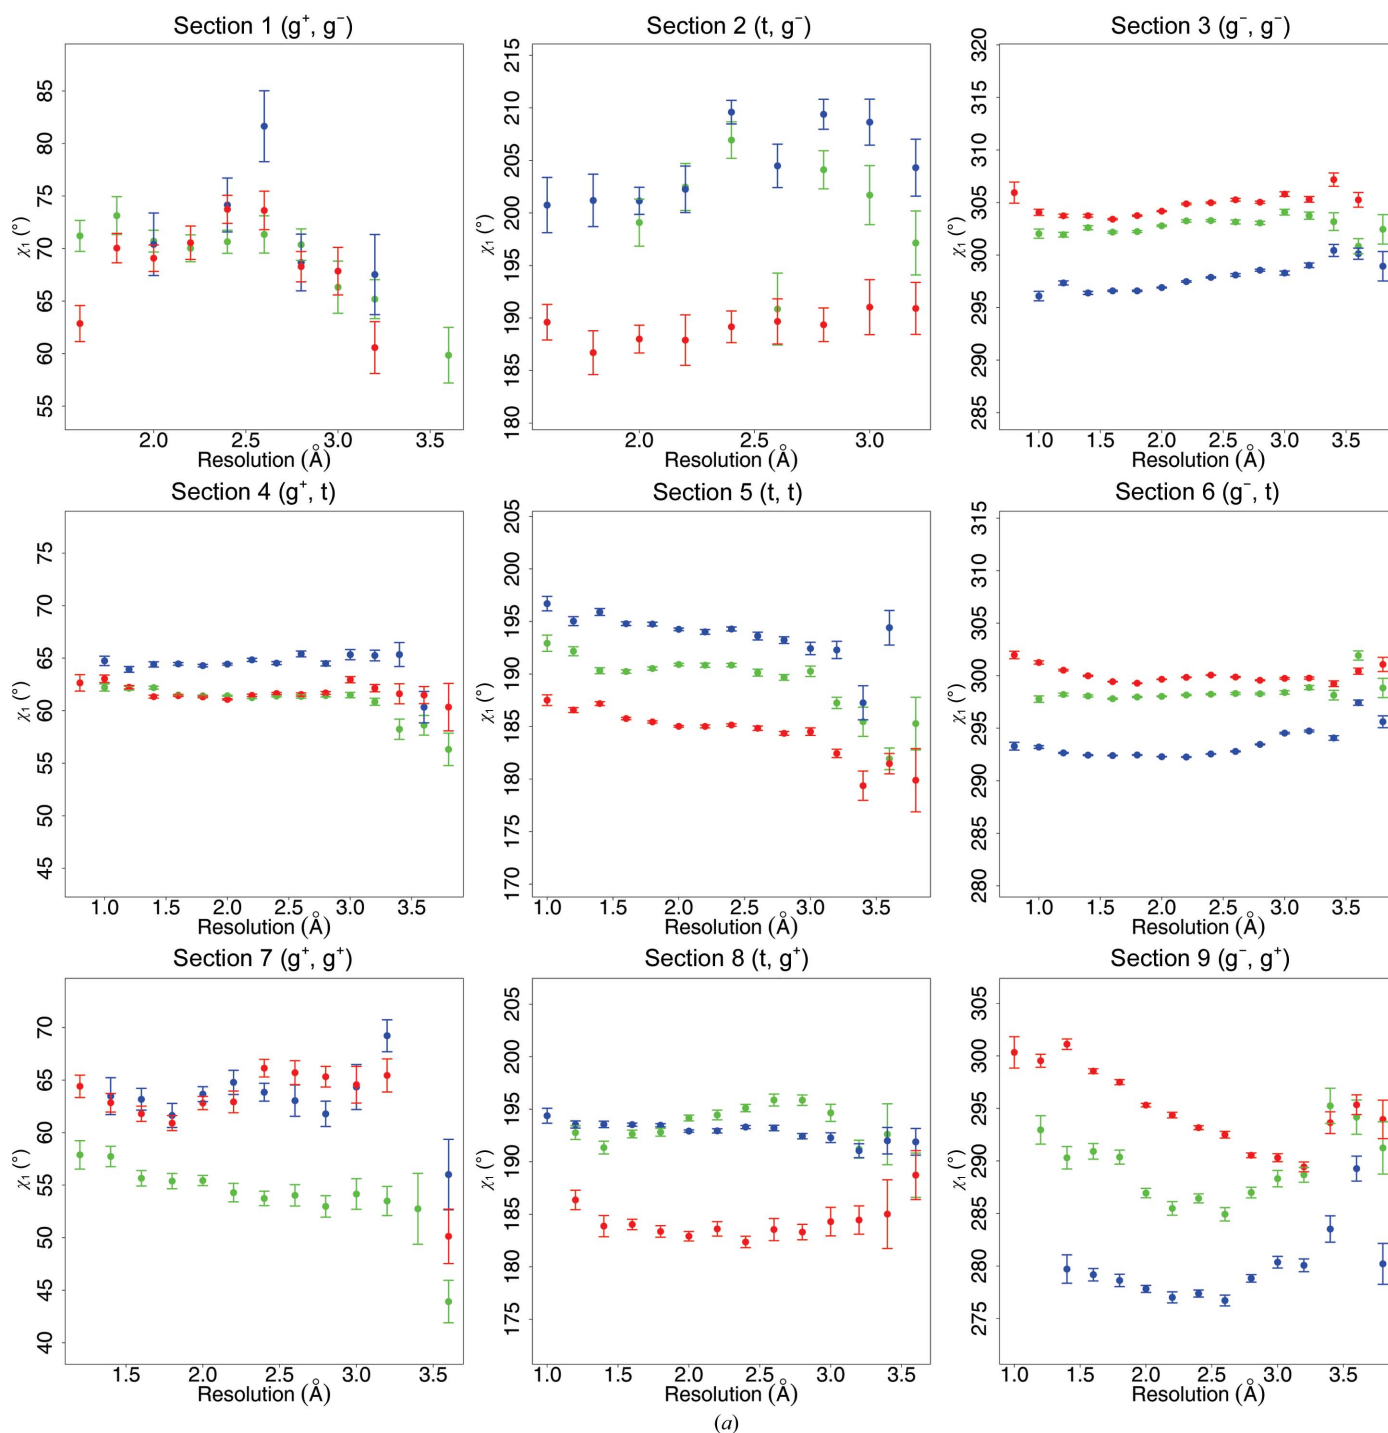 Section 1 (g⁺, g⁻)
χ₁ (°)
85
80
75
70
65
60
55
2.0 2.5 3.0 3.5
Resolution (Å)
Section 2 (t, g⁻)
χ₁ (°)
215
210
205
200
195
190
185
180
2.0 2.5 3.0
Resolution (Å)
Section 3 (g⁻, g⁻)
χ₁ (°)
320
315
310
305
300
295
290
285
1.0 1.5 2.0 2.5 3.0 3.5
Resolution (Å)
Section 4 (g⁺, t)
χ₁ (°)
75
70
65
60
55
50
45
1.0 1.5 2.0 2.5 3.0 3.5
Resolution (Å)
Section 5 (t, t)
χ₁ (°)
205
200
195
190
185
180
175
170
1.0 1.5 2.0 2.5 3.0 3.5
Resolution (Å)
Section 6 (g⁻, t)
χ₁ (°)
315
310
305
300
295
290
285
280
1.0 1.5 2.0 2.5 3.0 3.5
Resolution (Å)
Section 7 (g⁺, g⁺)
χ₁ (°)
70
65
60
55
50
45
40
1.5 2.0 2.5 3.0 3.5
Resolution (Å)
Section 8 (t, g⁺)
χ₁ (°)
205
200
195
190
185
180
175
1.0 1.5 2.0 2.5 3.0 3.5
Resolution (Å)
Section 9 (g⁻, g⁺)
χ₁ (°)
305
300
295
290
285
280
275
1.0 1.5 2.0 2.5 3.0 3.5
Resolution (Å)
(a)